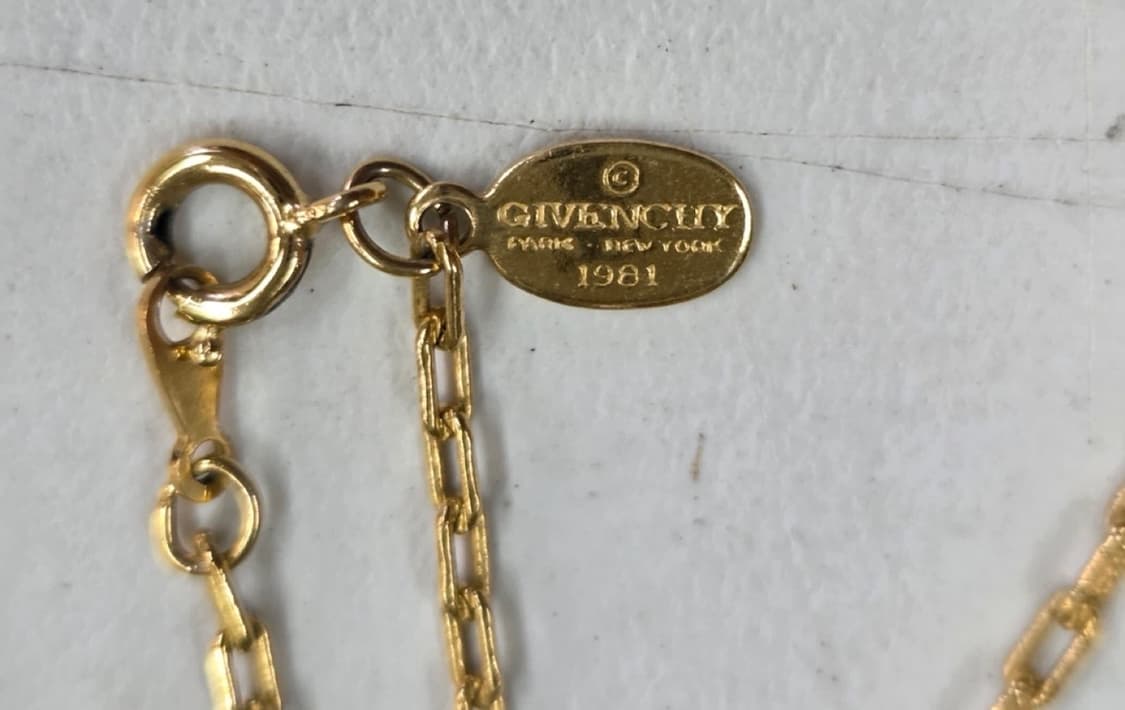 ©
GIVENCHY
PARIS · NEW YORK
1981